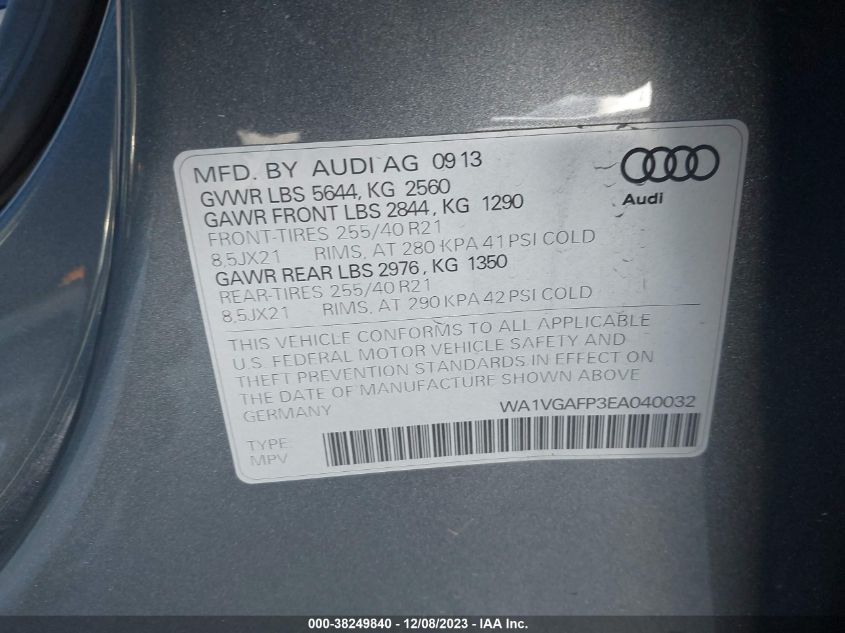 MFD. BY AUDI AG 09 13
GVWR LBS 5644, KG 2560
GAWR FRONT LBS 2844, KG 1290
FRONT-TIRES 255/40 R21
8,5JX21 RIMS, AT 280 KPA 41 PSI COLD
GAWR REAR LBS 2976, KG 1350
REAR-TIRES 255/40 R21
8,5JX21 RIMS, AT 290 KPA 42 PSI COLD
Audi
THIS VEHICLE CONFORMS TO ALL APPLICABLE
U.S. FEDERAL MOTOR VEHICLE SAFETY AND
THEFT PREVENTION STANDARDS IN EFFECT ON
THE DATE OF MANUFACTURE SHOWN ABOVE
GERMANY
WA1VGAFP3EA040032
TYPE:
MPV
000-38249840 - 12/08/2023 - IAA Inc.